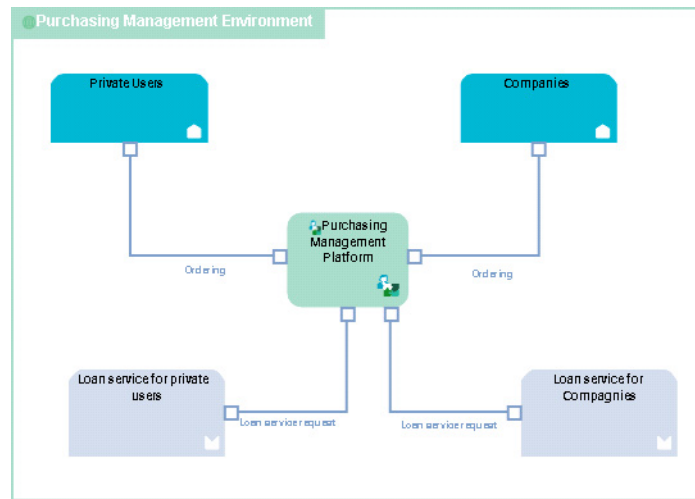 Purchasing Management Environment
Private Users
Companies
Purchasing
Management
Platform
Ordering
Ordering
Loan service for private
users
Loan service for
Compagnies
Loan service request
Loan service request